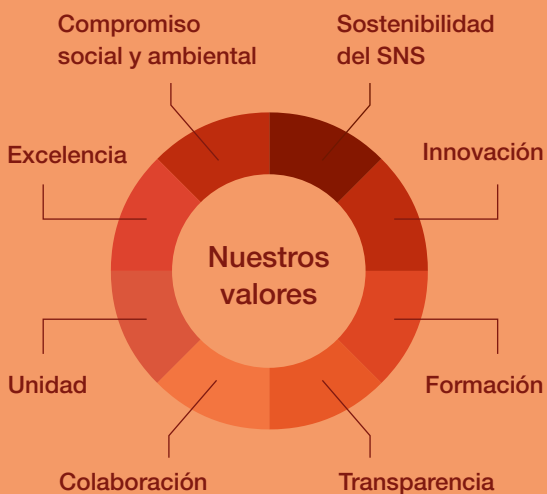 Compromiso
social y ambiental
Sostenibilidad
del SNS
Excelencia
Innovación
Nuestros
valores
Unidad
Formación
Colaboración
Transparencia